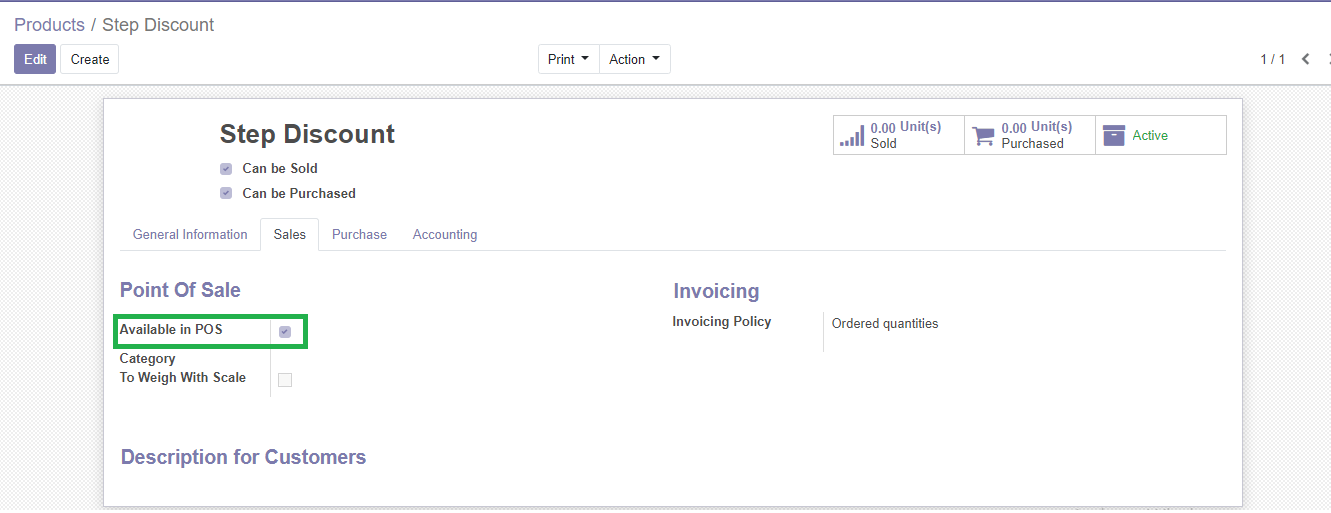 Products / Step Discount
Edit Create Print Action 1 / 1
Step Discount
0.00 Unit(s)
Sold
0.00 Unit(s)
Purchased
Active
Can be Sold
Can be Purchased
General Information Sales Purchase Accounting
Point Of Sale
Available in POS
Category
To Weigh With Scale
Invoicing
Invoicing Policy Ordered quantities
Description for Customers